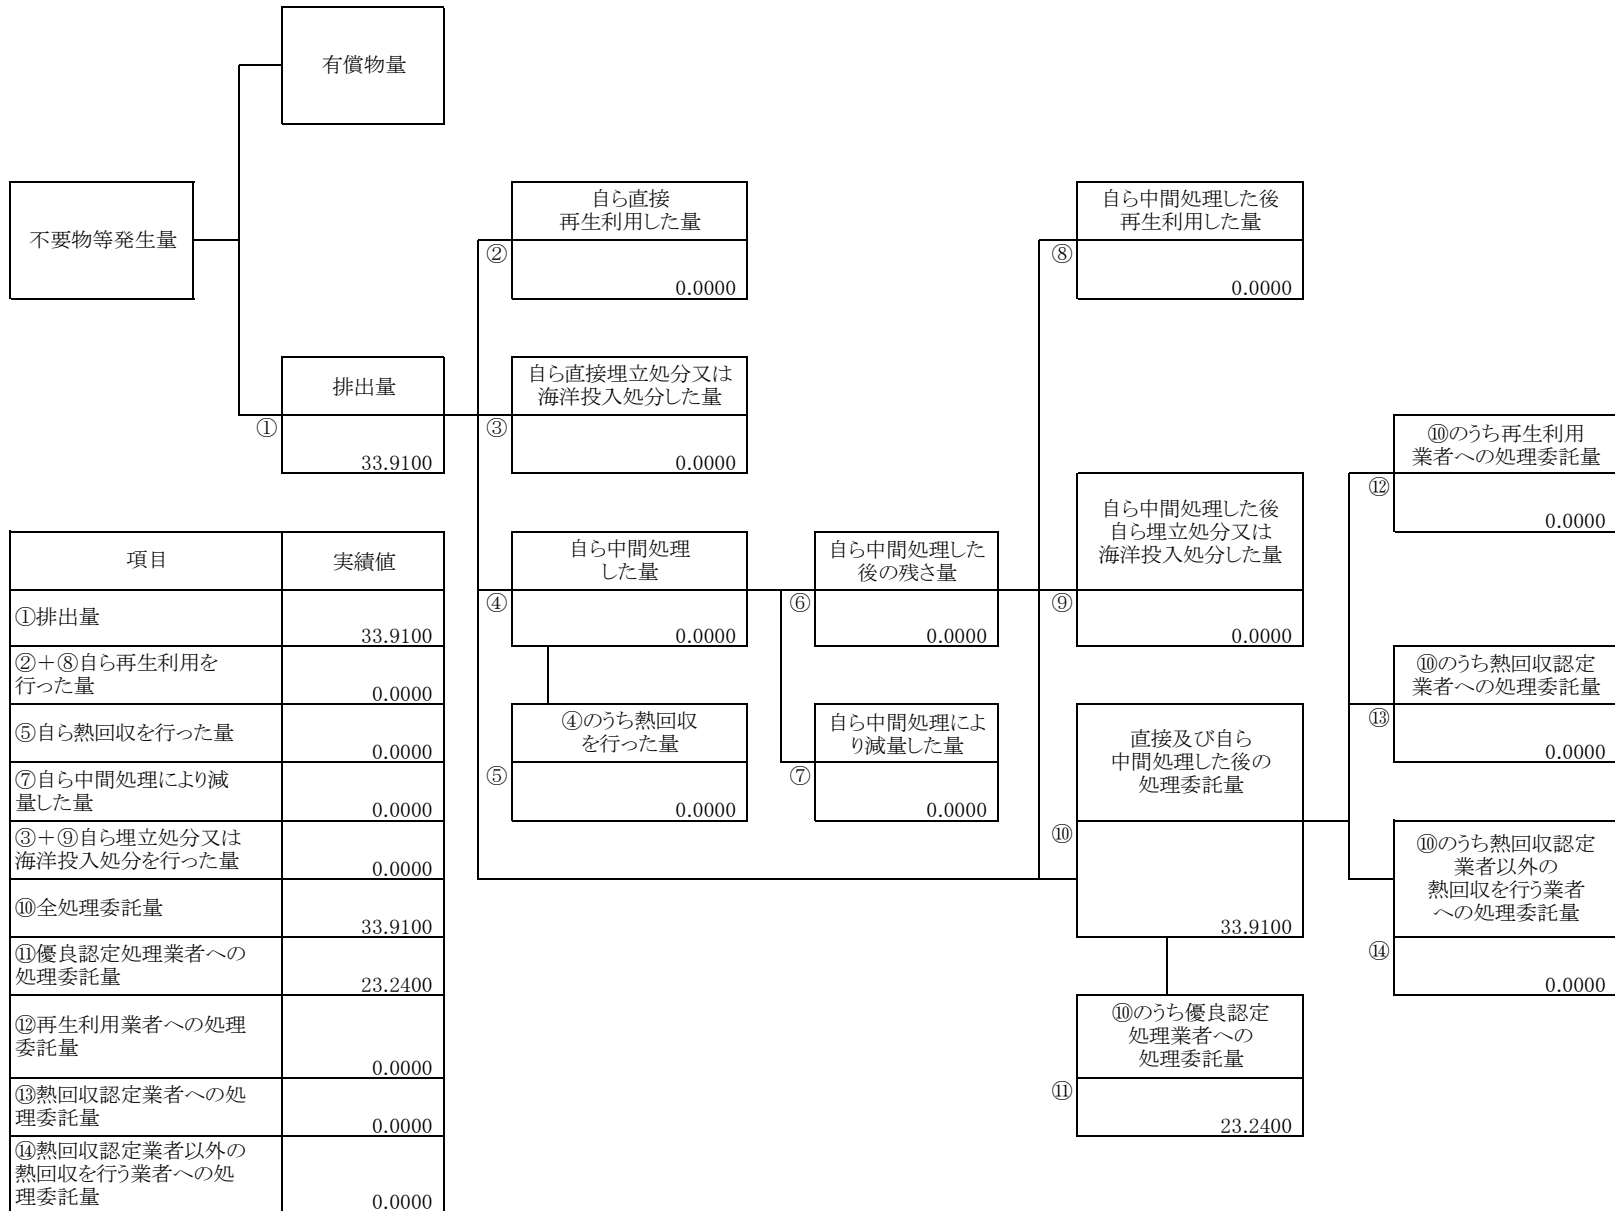 有償物量
不要物等発生量
排出量
①
33.9100
自ら直接
再生利用した量
②
0.0000
自ら直接埋立処分又は
海洋投入処分した量
③
0.0000
自ら中間処理
した量
④
0.0000
④のうち熱回収
を行った量
⑤
0.0000
自ら中間処理した
後の残さ量
⑥
0.0000
自ら中間処理によ
り減量した量
⑦
0.0000
自ら中間処理した後
再生利用した量
⑧
0.0000
自ら中間処理した後
自ら埋立処分又は
海洋投入処分した量
⑨
0.0000
直接及び自ら
中間処理した後の
処理委託量
⑩
33.9100
⑩のうち優良認定
処理業者への
処理委託量
⑪
23.2400
⑩のうち再生利用
業者への処理委託量
⑫
0.0000
⑩のうち熱回収認定
業者への処理委託量
⑬
0.0000
⑩のうち熱回収認定
業者以外の
熱回収を行う業者
への処理委託量
⑭
0.0000
項目 実績値
①排出量
33.9100
②＋⑧自ら再生利用を
行った量
0.0000
⑤自ら熱回収を行った量
0.0000
⑦自ら中間処理により減
量した量
0.0000
③＋⑨自ら埋立処分又は
海洋投入処分を行った量
0.0000
⑩全処理委託量
33.9100
⑪優良認定処理業者への
処理委託量
23.2400
⑫再生利用業者への処理
委託量
0.0000
⑬熱回収認定業者への処
理委託量
0.0000
⑭熱回収認定業者以外の
熱回収を行う業者への処
理委託量
0.0000